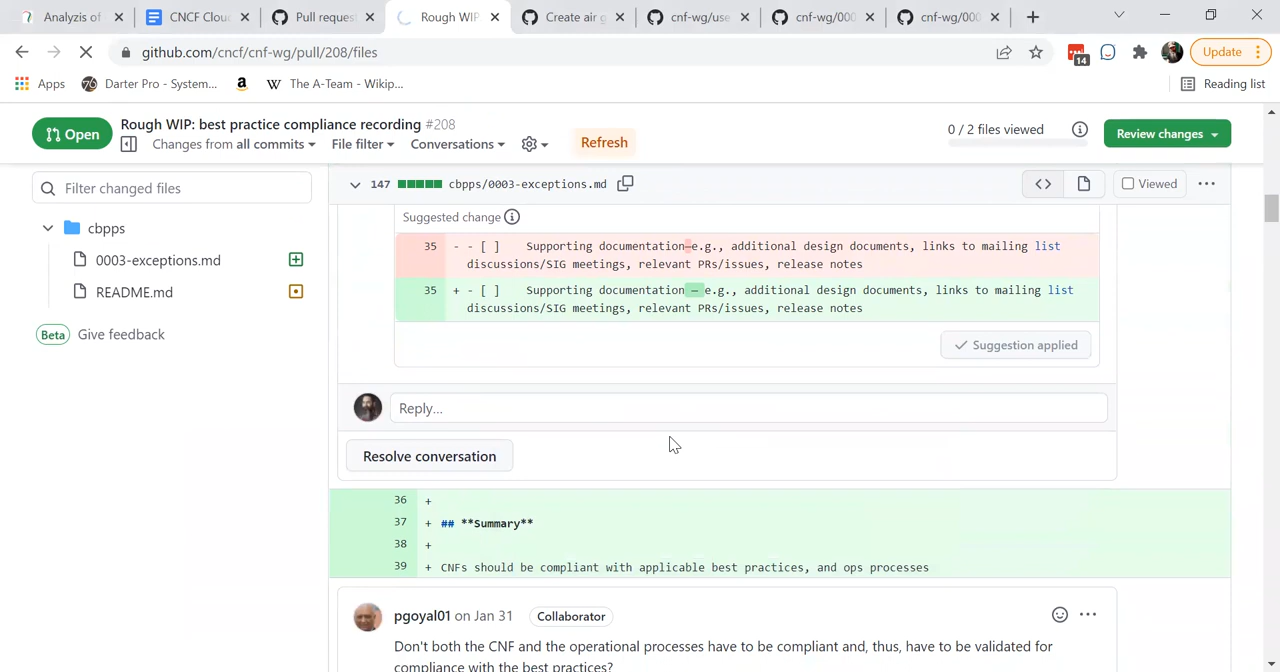 Analyzis of
CNCF Clou
Pull request
Rough WIP:
Create air g
cnf-wg/use
cnf-wg/000
cnf-wg/000
github.com/cncf/cnf-wg/pull/208/files
14
Update
Apps
Darter Pro - System...
The A-Team - Wikip...
Reading list
Open
Rough WIP: best practice compliance recording #208
Changes from all commits
File filter
Conversations
Refresh
0 / 2 files viewed
Review changes
Filter changed files
147
cbpps/0003-exceptions.md
Viewed
cbpps
0003-exceptions.md
README.md
Beta Give feedback
Suggested change
35 - - [ ] Supporting documentation–e.g., additional design documents, links to mailing list
discussions/SIG meetings, relevant PRs/issues, release notes
35 + - [ ] Supporting documentation – e.g., additional design documents, links to mailing list
discussions/SIG meetings, relevant PRs/issues, release notes
Suggestion applied
Reply...
Resolve conversation
36 +
37 + ## **Summary**
38 +
39 + CNFs should be compliant with applicable best practices, and ops processes
pgoyal01 on Jan 31
Collaborator
Don't both the CNF and the operational processes have to be compliant and, thus, have to be validated for
compliance with the best practices?